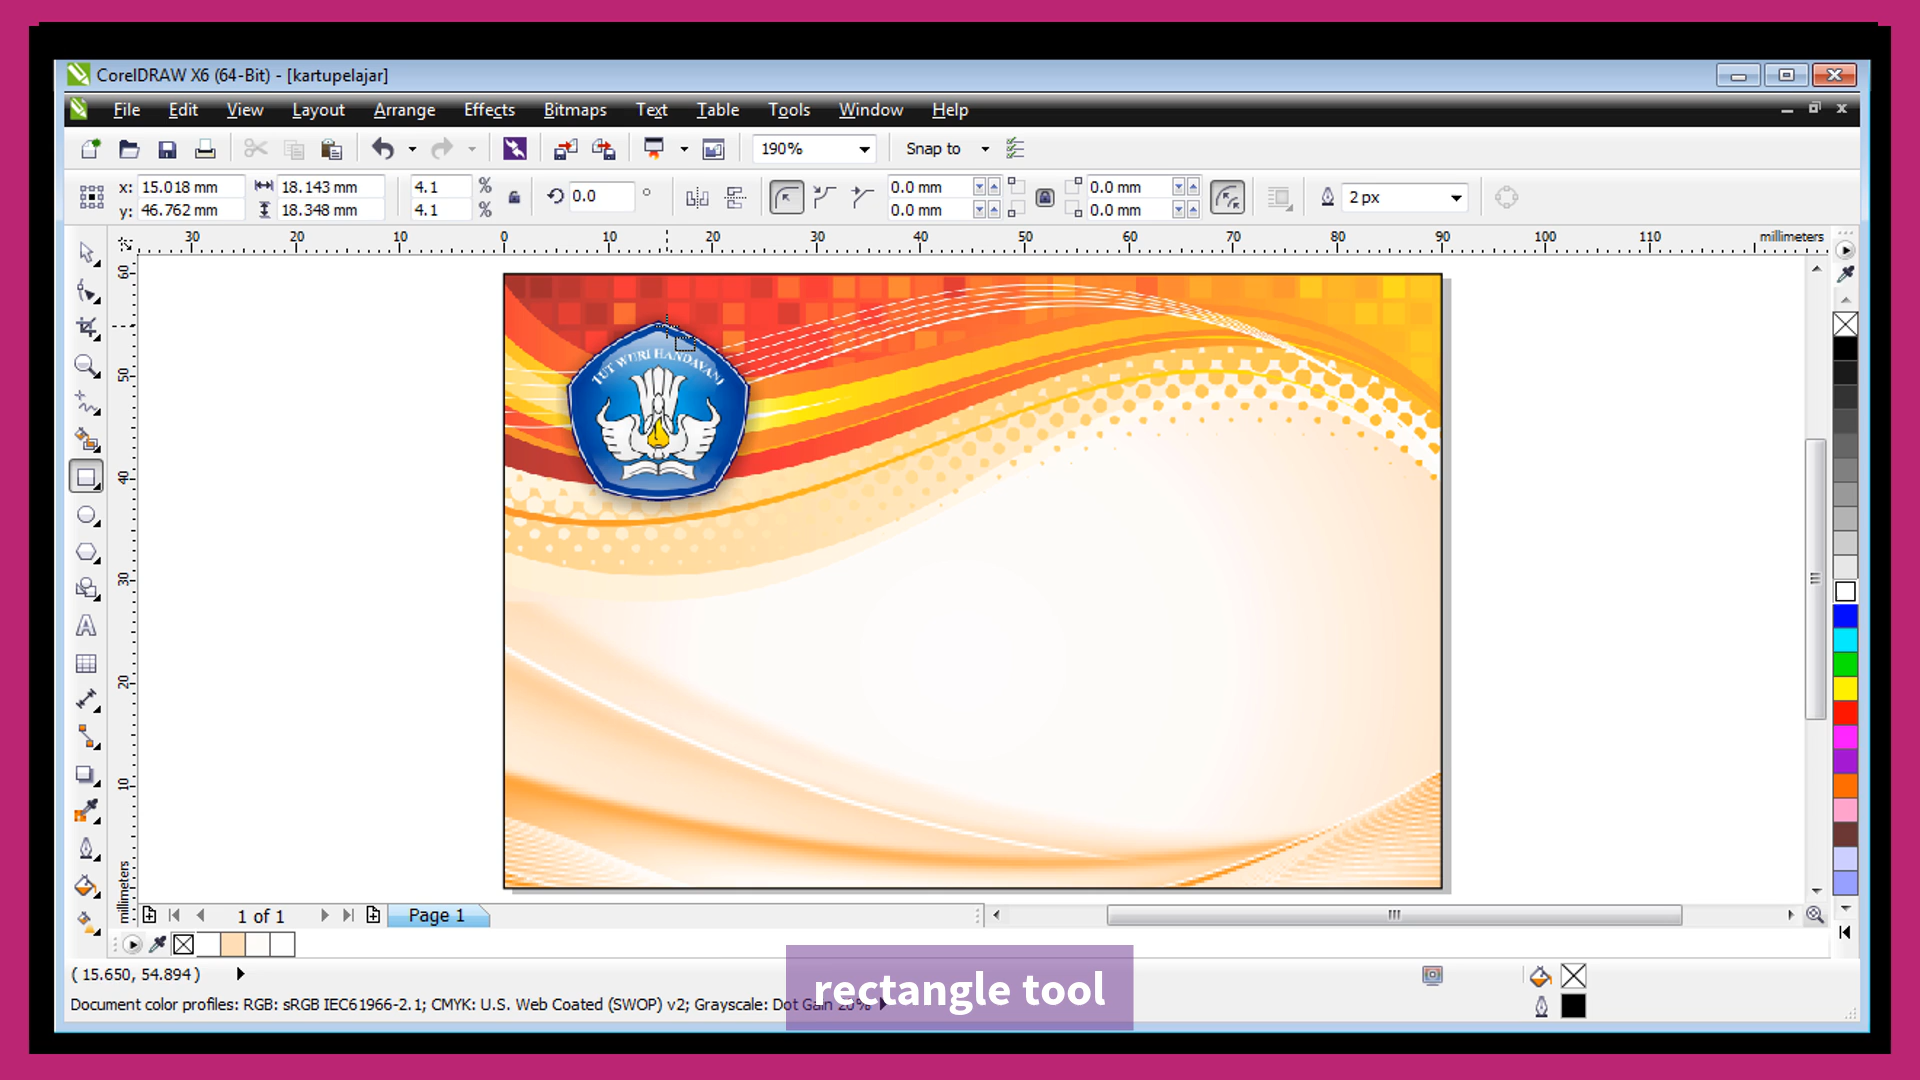 CorelDRAW X6 (64-Bit) - [kartupelajar]
File Edit View Layout Arrange Effects Bitmaps Text Table Tools Window Help
190% Snap to
x: 15.018 mm 18.143 mm 4.1 % 0.0 ° 0.0 mm 0.0 mm 2 px
y: 46.762 mm 18.348 mm 4.1 % 0.0 mm 0.0 mm
30 20 10 0 10 20 30 40 50 60 70 80 90 100 110 millimeters
60
50
40
30
20
10
millimeters
TUT WURI HANDAYANI
1 of 1 Page 1
( 15.650, 54.894 )
Document color profiles: RGB: sRGB IEC61966-2.1; CMYK: U.S. Web Coated (SWOP) v2; Grayscale: Dot Gain 20%
rectangle tool